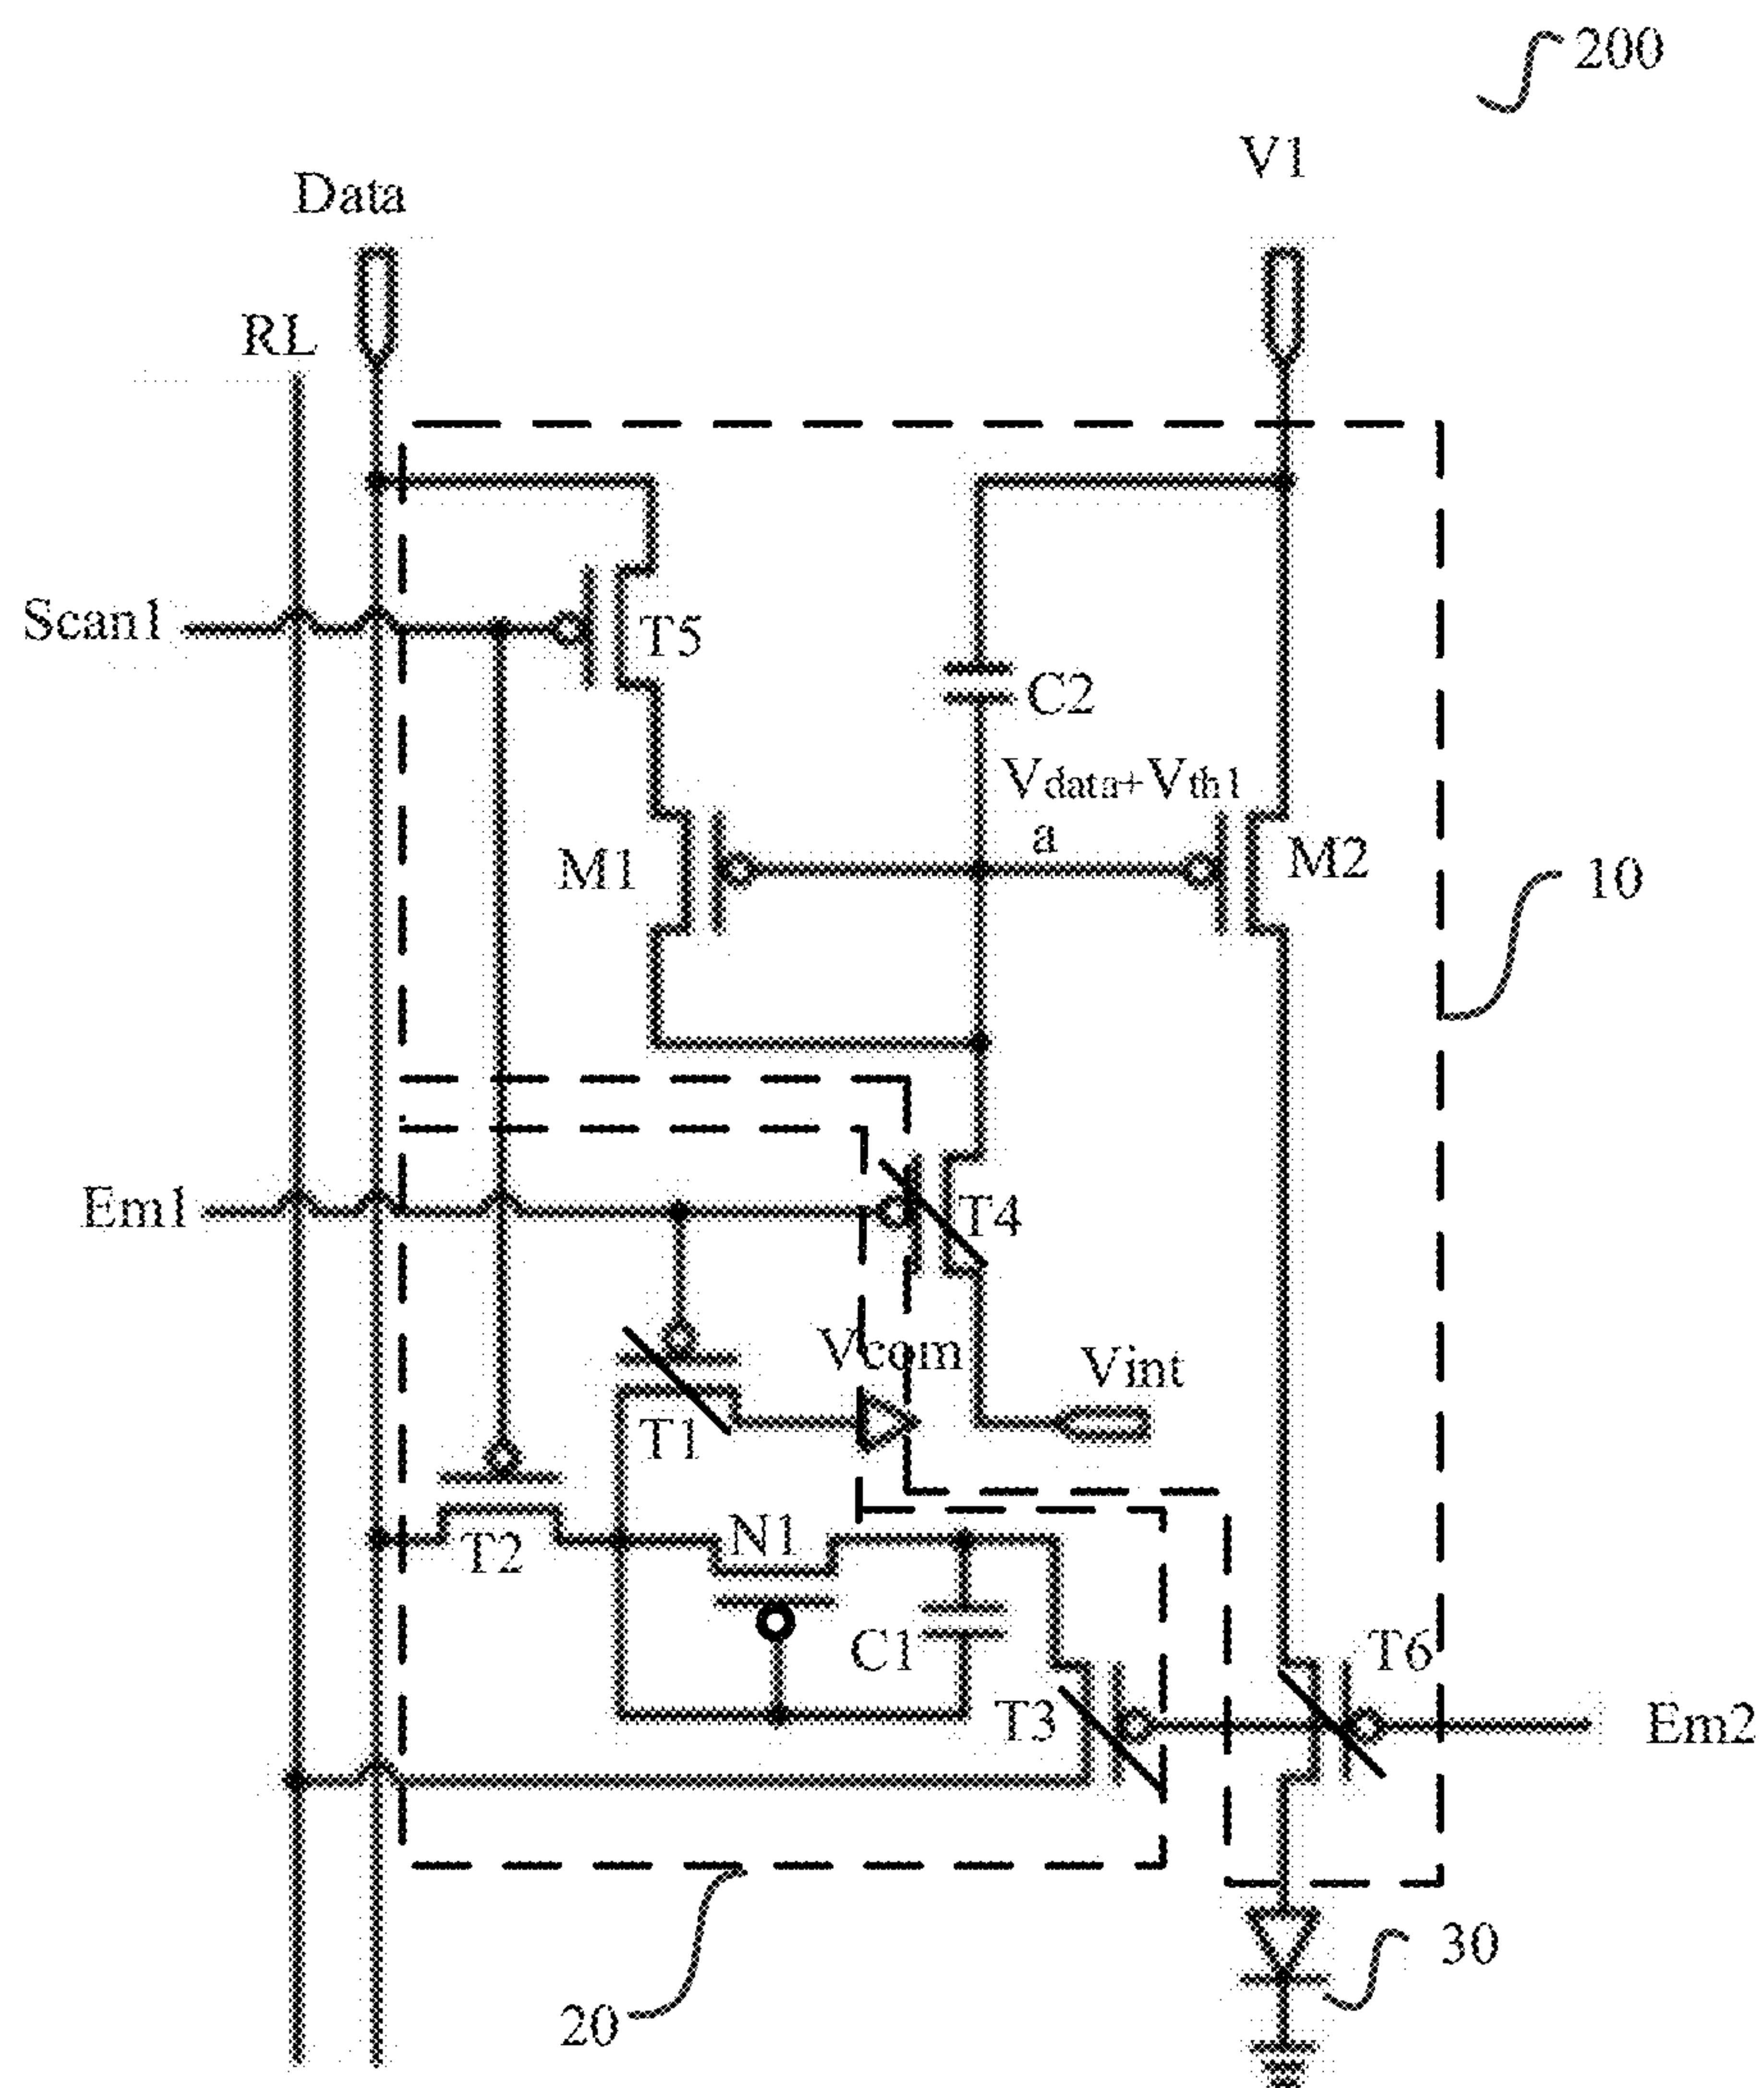 200
V1
Data
RL
Scan1
T5
C2
Vdata+Vth1
a
M1
M2
10
Em1
T4
Vcom
Vint
T1
N1
T2
C1
T6
T3
Em2
30
20